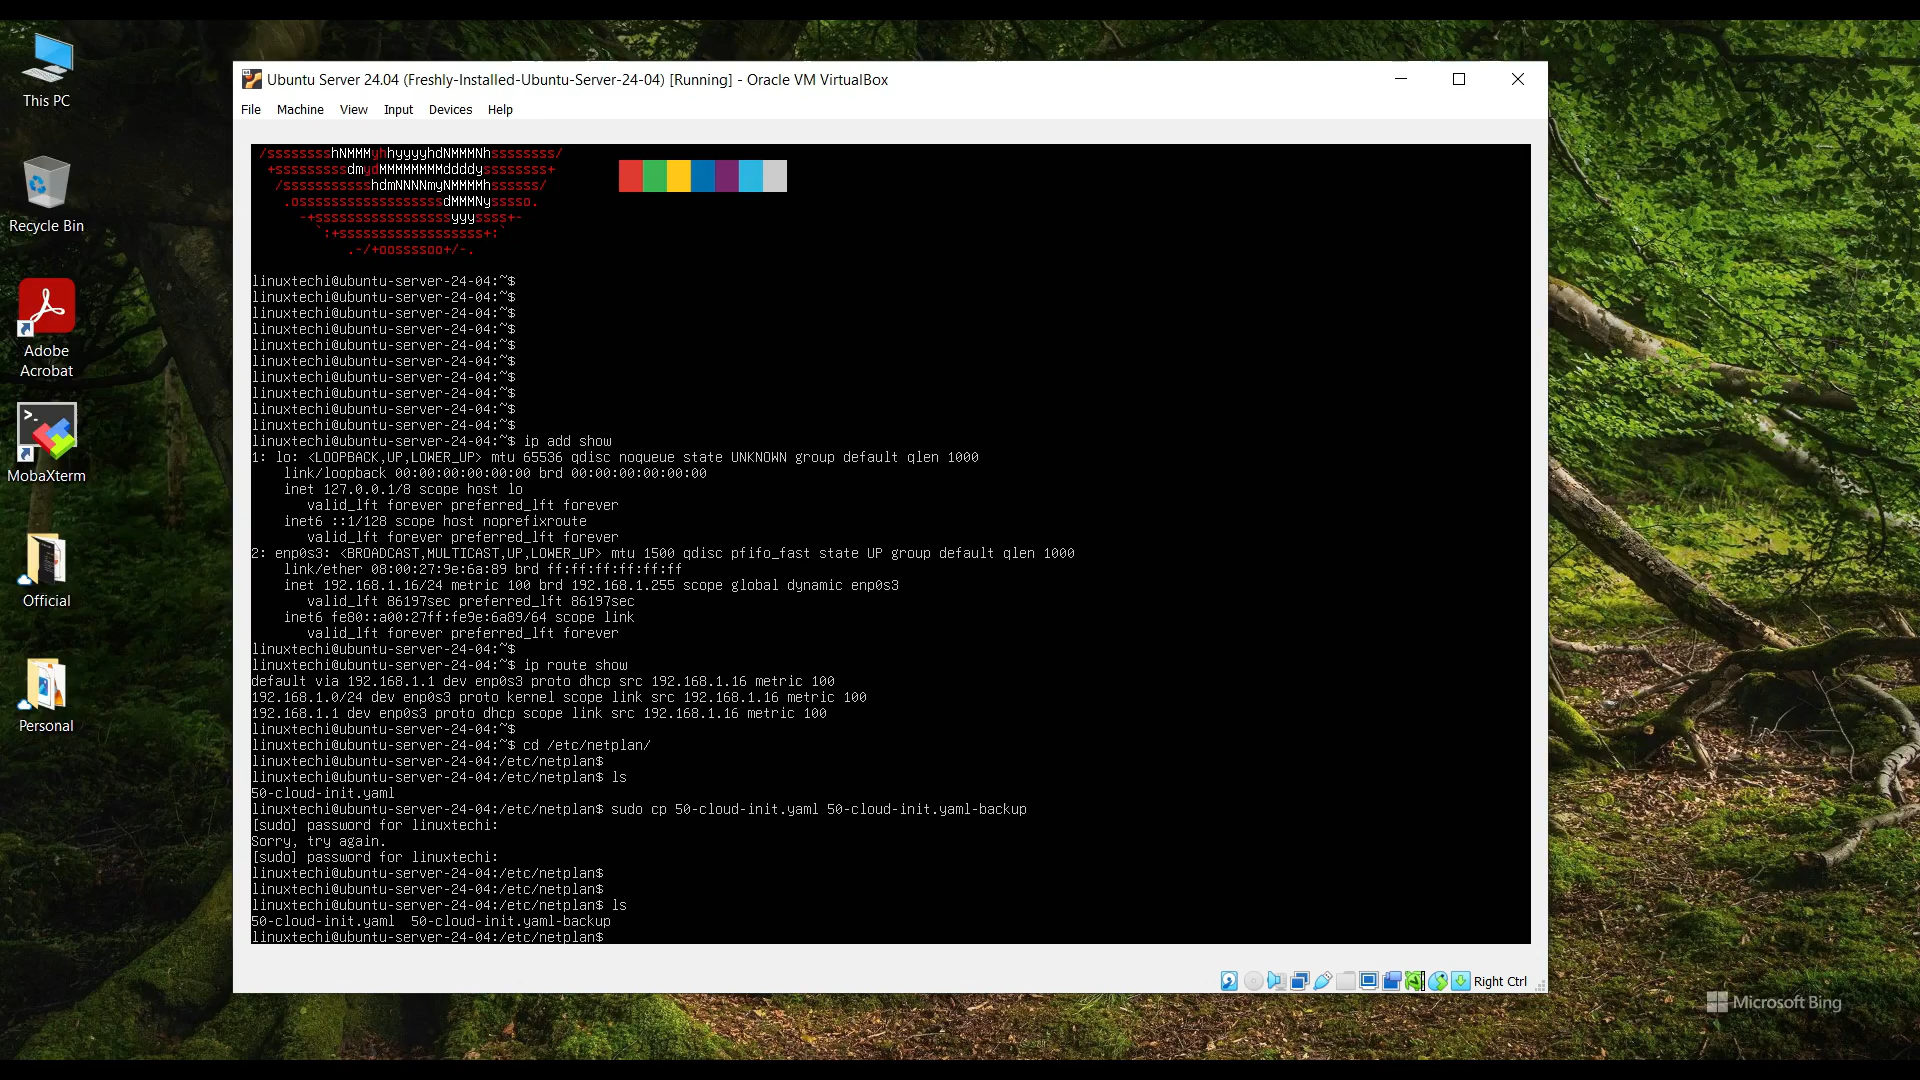 This PC
Recycle Bin
Adobe
Acrobat
MobaXterm
Official
Personal
Ubuntu Server 24.04 (Freshly-Installed-Ubuntu-Server-24-04) [Running] - Oracle VM VirtualBox
File Machine View Input Devices Help
/sssssssshNMMMyhhyyyyhdNMMMNhssssssss/
+sssssssssdmydMMMMMMMMddddyssssssss+
/ssssssssssshdmNNNNmyNMMMMhssssss/
.ossssssssssssssssssdMMMNysssso.
-+sssssssssssssssssyyyssss+-
`:+ssssssssssssssssss+:`
.-/+oossssoo+/-.
linuxtechi@ubuntu-server-24-04:~$
linuxtechi@ubuntu-server-24-04:~$
linuxtechi@ubuntu-server-24-04:~$
linuxtechi@ubuntu-server-24-04:~$
linuxtechi@ubuntu-server-24-04:~$
linuxtechi@ubuntu-server-24-04:~$
linuxtechi@ubuntu-server-24-04:~$
linuxtechi@ubuntu-server-24-04:~$
linuxtechi@ubuntu-server-24-04:~$
linuxtechi@ubuntu-server-24-04:~$
linuxtechi@ubuntu-server-24-04:~$ ip add show
1: lo: <LOOPBACK,UP,LOWER_UP> mtu 65536 qdisc noqueue state UNKNOWN group default qlen 1000
link/loopback 00:00:00:00:00:00 brd 00:00:00:00:00:00
inet 127.0.0.1/8 scope host lo
valid_lft forever preferred_lft forever
inet6 ::1/128 scope host noprefixroute
valid_lft forever preferred_lft forever
2: enp0s3: <BROADCAST,MULTICAST,UP,LOWER_UP> mtu 1500 qdisc pfifo_fast state UP group default qlen 1000
link/ether 08:00:27:9e:6a:89 brd ff:ff:ff:ff:ff:ff
inet 192.168.1.16/24 metric 100 brd 192.168.1.255 scope global dynamic enp0s3
valid_lft 86197sec preferred_lft 86197sec
inet6 fe80::a00:27ff:fe9e:6a89/64 scope link
valid_lft forever preferred_lft forever
linuxtechi@ubuntu-server-24-04:~$
linuxtechi@ubuntu-server-24-04:~$ ip route show
default via 192.168.1.1 dev enp0s3 proto dhcp src 192.168.1.16 metric 100
192.168.1.0/24 dev enp0s3 proto kernel scope link src 192.168.1.16 metric 100
192.168.1.1 dev enp0s3 proto dhcp scope link src 192.168.1.16 metric 100
linuxtechi@ubuntu-server-24-04:~$
linuxtechi@ubuntu-server-24-04:~$ cd /etc/netplan/
linuxtechi@ubuntu-server-24-04:/etc/netplan$
linuxtechi@ubuntu-server-24-04:/etc/netplan$ ls
50-cloud-init.yaml
linuxtechi@ubuntu-server-24-04:/etc/netplan$ sudo cp 50-cloud-init.yaml 50-cloud-init.yaml-backup
[sudo] password for linuxtechi:
Sorry, try again.
[sudo] password for linuxtechi:
linuxtechi@ubuntu-server-24-04:/etc/netplan$
linuxtechi@ubuntu-server-24-04:/etc/netplan$
linuxtechi@ubuntu-server-24-04:/etc/netplan$ ls
50-cloud-init.yaml 50-cloud-init.yaml-backup
linuxtechi@ubuntu-server-24-04:/etc/netplan$
Right Ctrl
Microsoft Bing